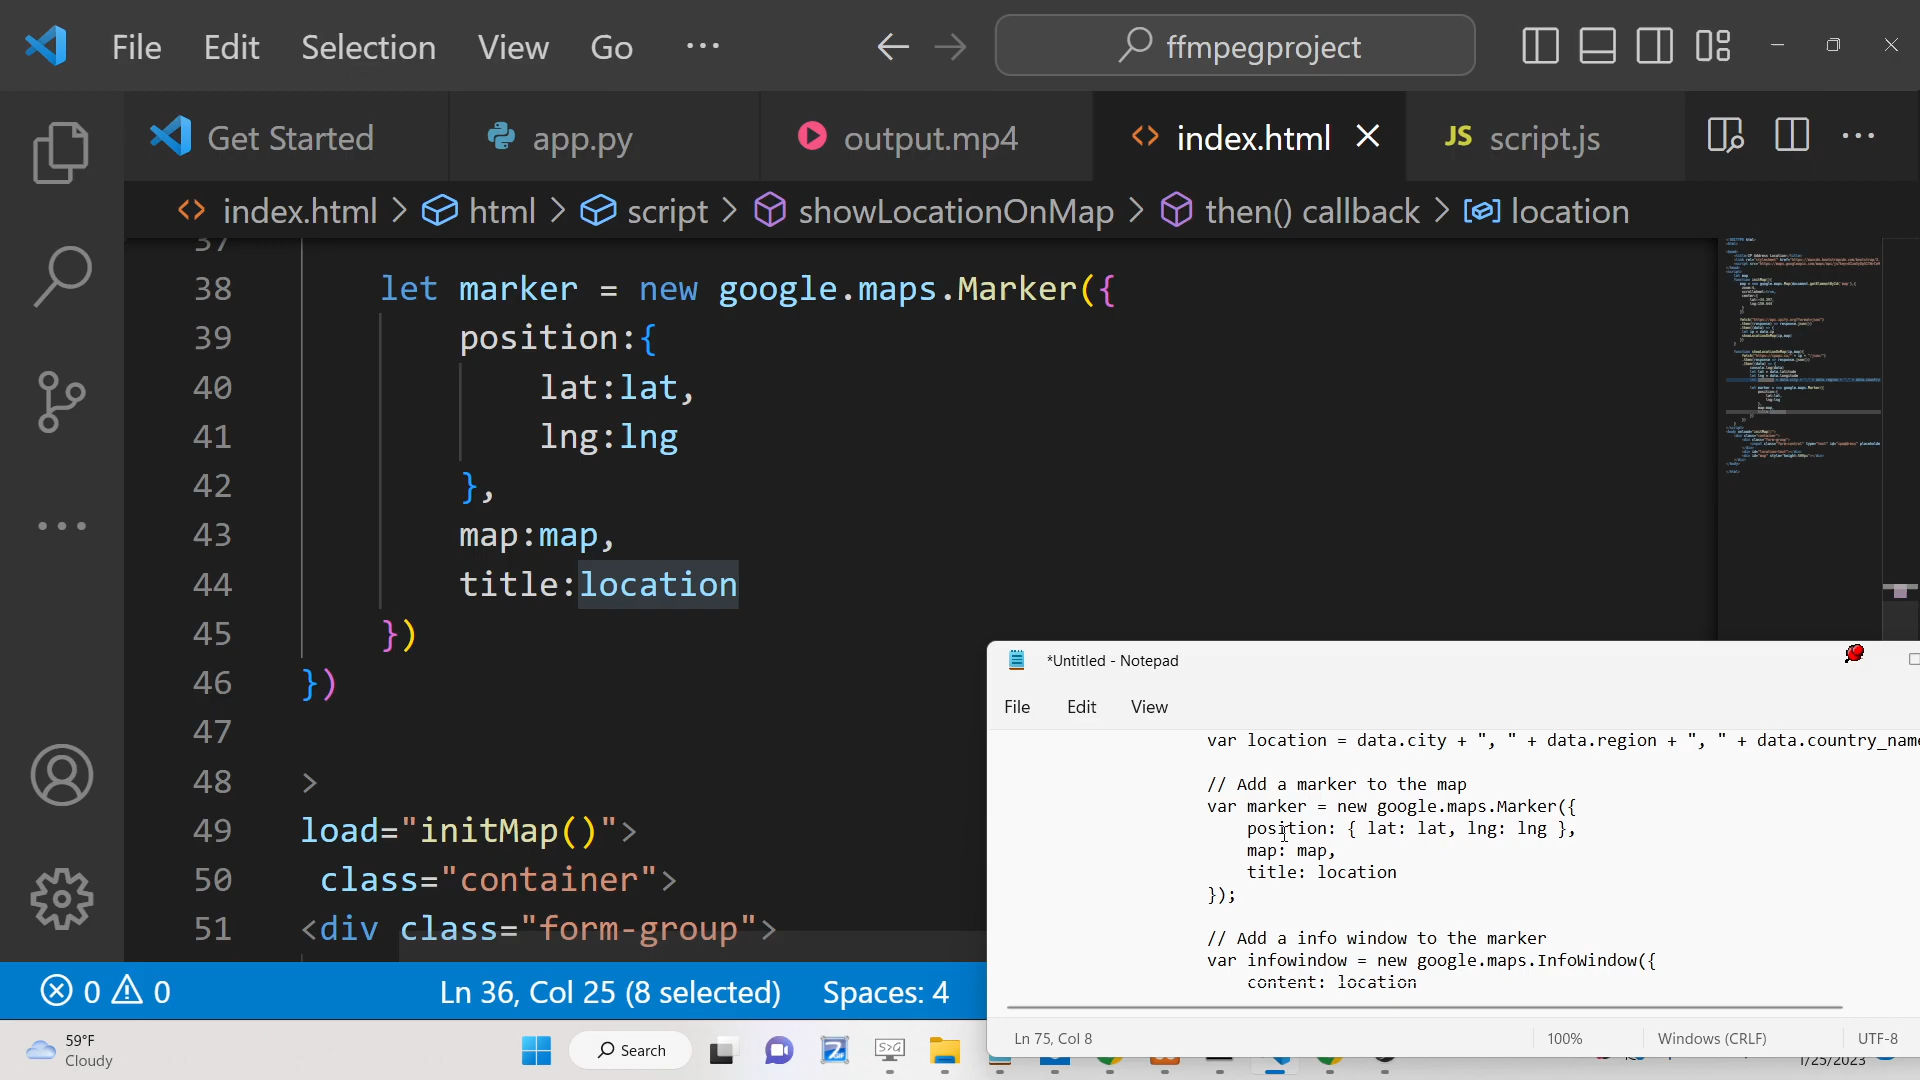 File Edit Selection View Go ··· ffmpegproject
Get Started app.py output.mp4 index.html JS script.js
index.html > html > script > showLocationOnMap > then() callback > location
37
38 let marker = new google.maps.Marker({
39 position:{
40 lat:lat,
41 lng:lng
42 },
43 map:map,
44 title:location
45 })
46 })
47
48 >
49 load="initMap()">
50 class="container">
51 <div class="form-group">
0 0 Ln 36, Col 25 (8 selected) Spaces: 4
*Untitled - Notepad
File Edit View
var location = data.city + ", " + data.region + ", " + data.country_name
// Add a marker to the map
var marker = new google.maps.Marker({
position: { lat: lat, lng: lng },
map: map,
title: location
});
// Add a info window to the marker
var infowindow = new google.maps.InfoWindow({
content: location
Ln 75, Col 8 100% Windows (CRLF) UTF-8
59°F
Cloudy
Search
1/25/2023